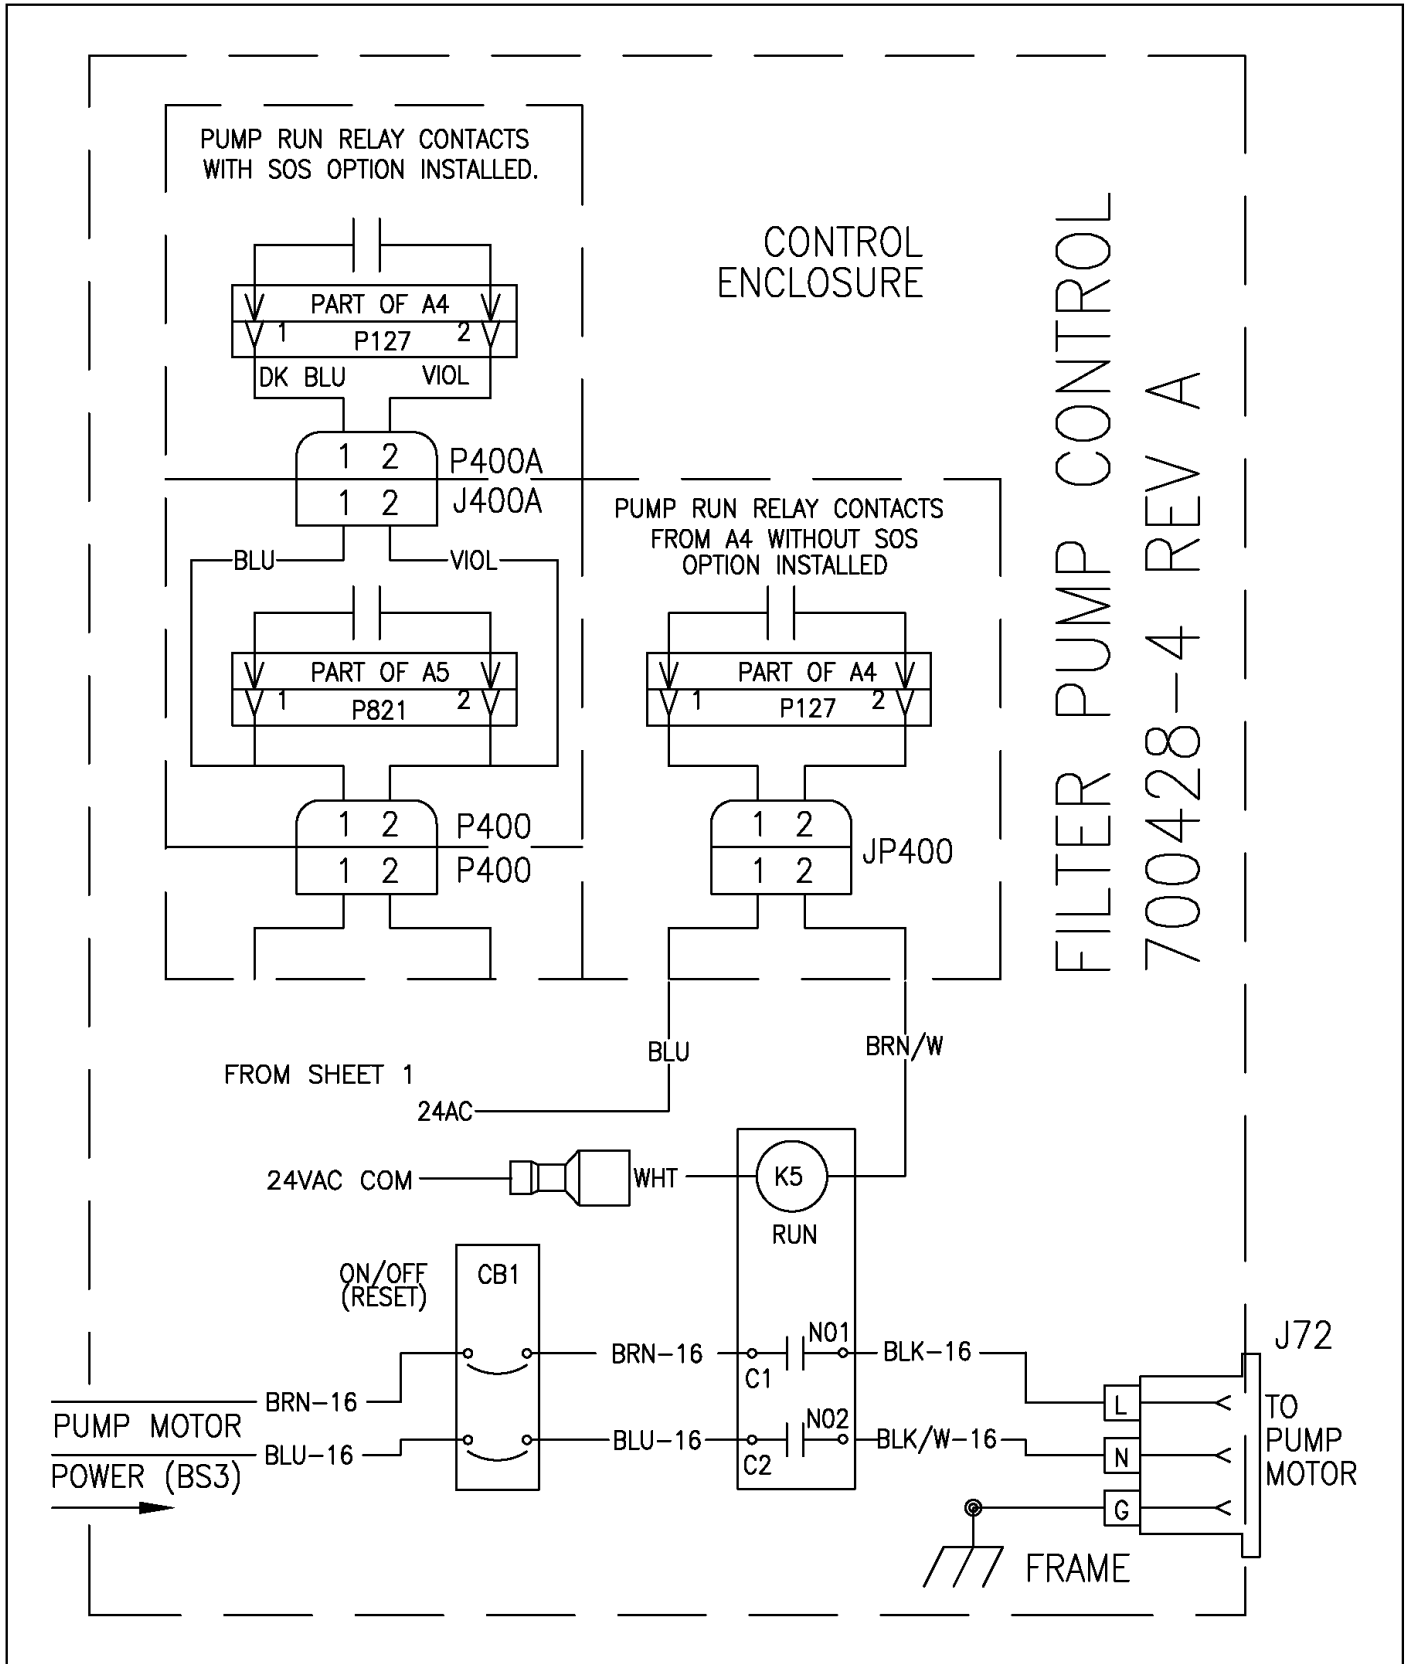 PUMP RUN RELAY CONTACTS
WITH SOS OPTION INSTALLED.
CONTROL
ENCLOSURE
FILTER PUMP CONTROL
700428-4 REV A
PART OF A4
1 P127 2
DK BLU VIOL
1 2 P400A
1 2 J400A
BLU VIOL
PUMP RUN RELAY CONTACTS
FROM A4 WITHOUT SOS
OPTION INSTALLED
PART OF A5
1 P821 2
PART OF A4
1 P127 2
1 2 P400
1 2 P400
1 2
1 2
JP400
BLU BRN/W
FROM SHEET 1
24AC
24VAC COM WHT K5
RUN
ON/OFF
(RESET)
CB1
BRN-16 BRN-16 C1 NO1 BLK-16
BLU-16 BLU-16 C2 NO2 BLK/W-16
PUMP MOTOR
POWER (BS3)
J72
L
N
G
TO
PUMP
MOTOR
FRAME